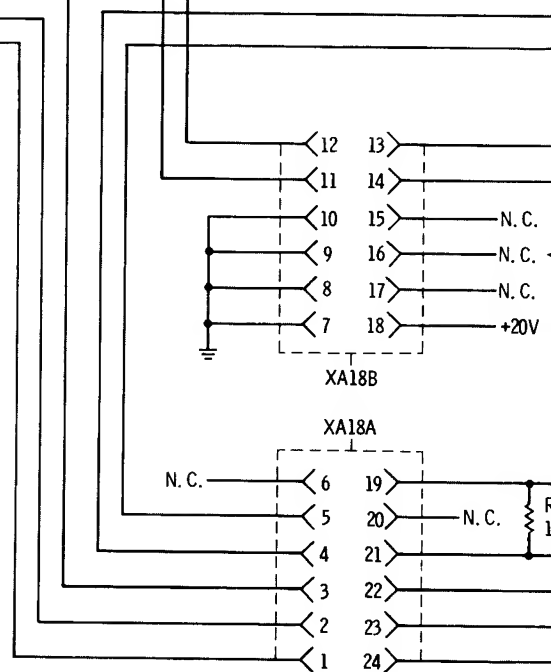 12 13
11 14
10 15 N.C.
9 16 N.C.
8 17 N.C.
7 18 +20V
XA18B
XA18A
N.C. 6 19
5 20 N.C. R
4 21 1
3 22
2 23
1 24